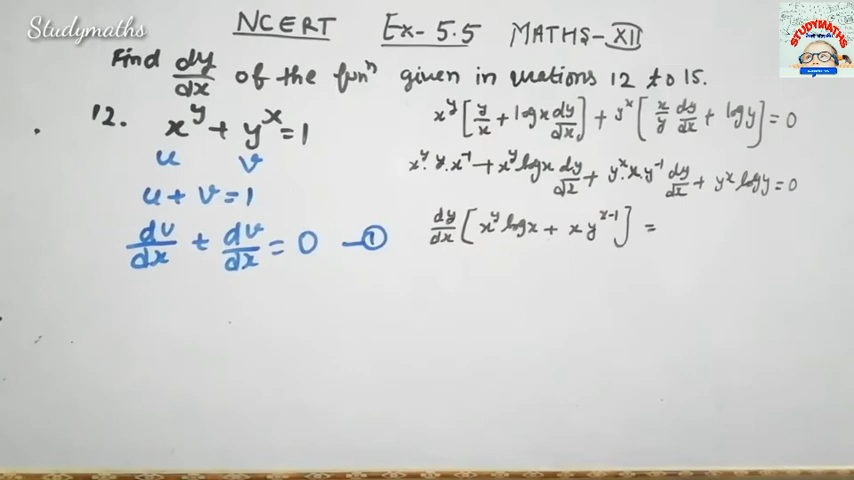 Studymaths
NCERT Ex-5.5 MATHS-XII
STUDYMATHS
Find dy/dx of the funⁿ given in uations 12 to 15.
12. x^y + y^x = 1
u v
u + v = 1
du/dx + dv/dx = 0 —①
x^y [y/x + log x dy/dx] + y^x [x/y dy/dx + log y] = 0
x^y. y. x^-1 + x^y log x dy/dx + y^x. x. y^-1 dy/dx + y^x log y = 0
dy/dx [x^y log x + x y^x-1] =